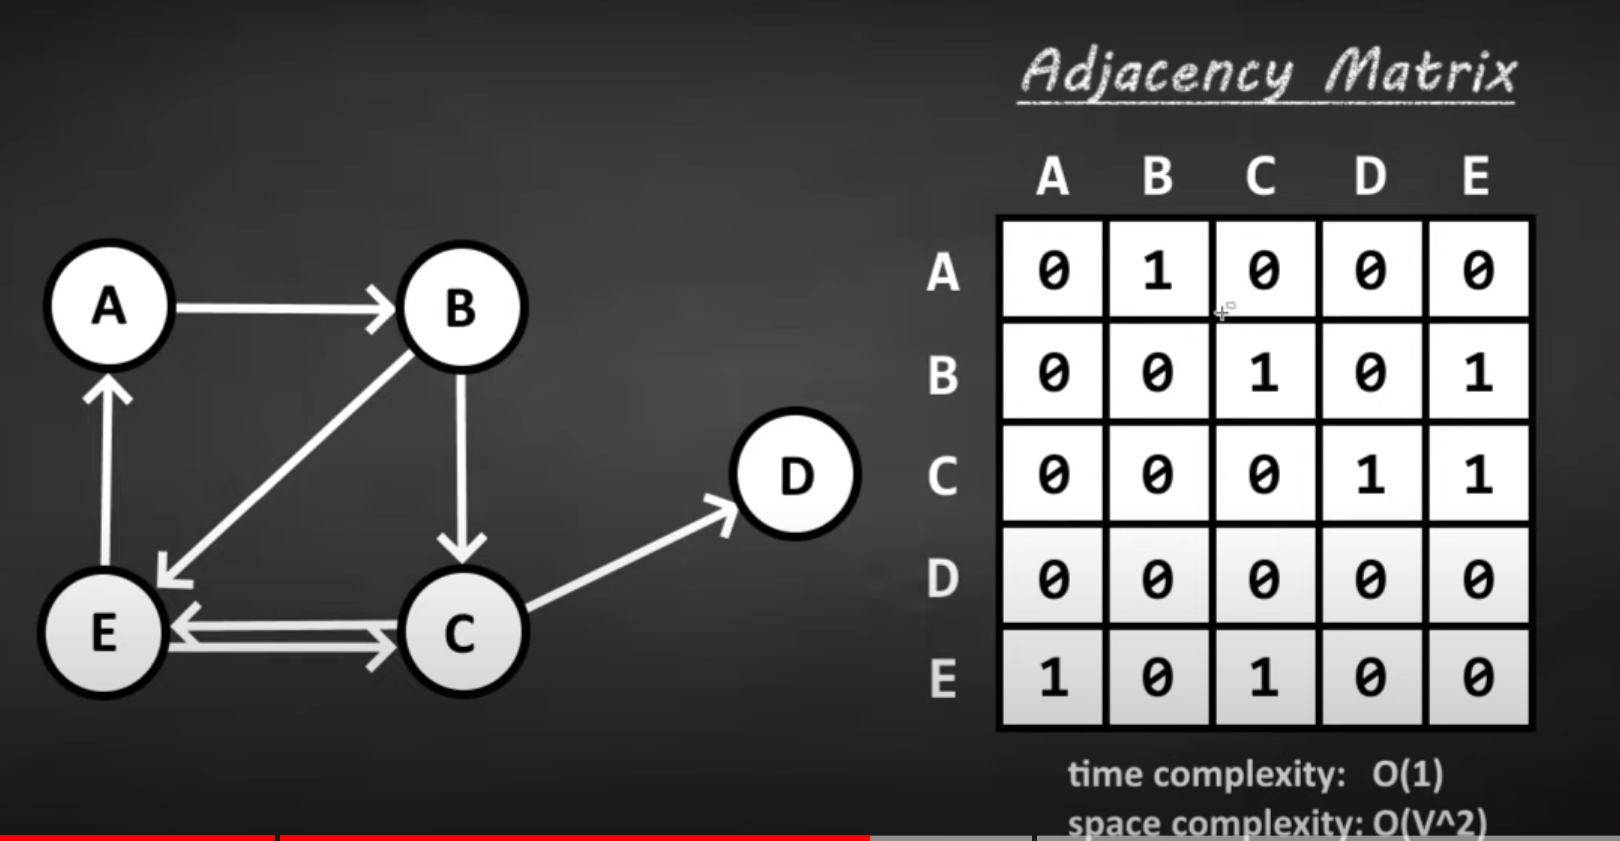 Adjacency Matrix
A B C D E
A 0 1 0 0 0
B 0 0 1 0 1
C 0 0 0 1 1
D 0 0 0 0 0
E 1 0 1 0 0
time complexity: O(1)
space complexity: O(V^2)
A
B
D
E
C